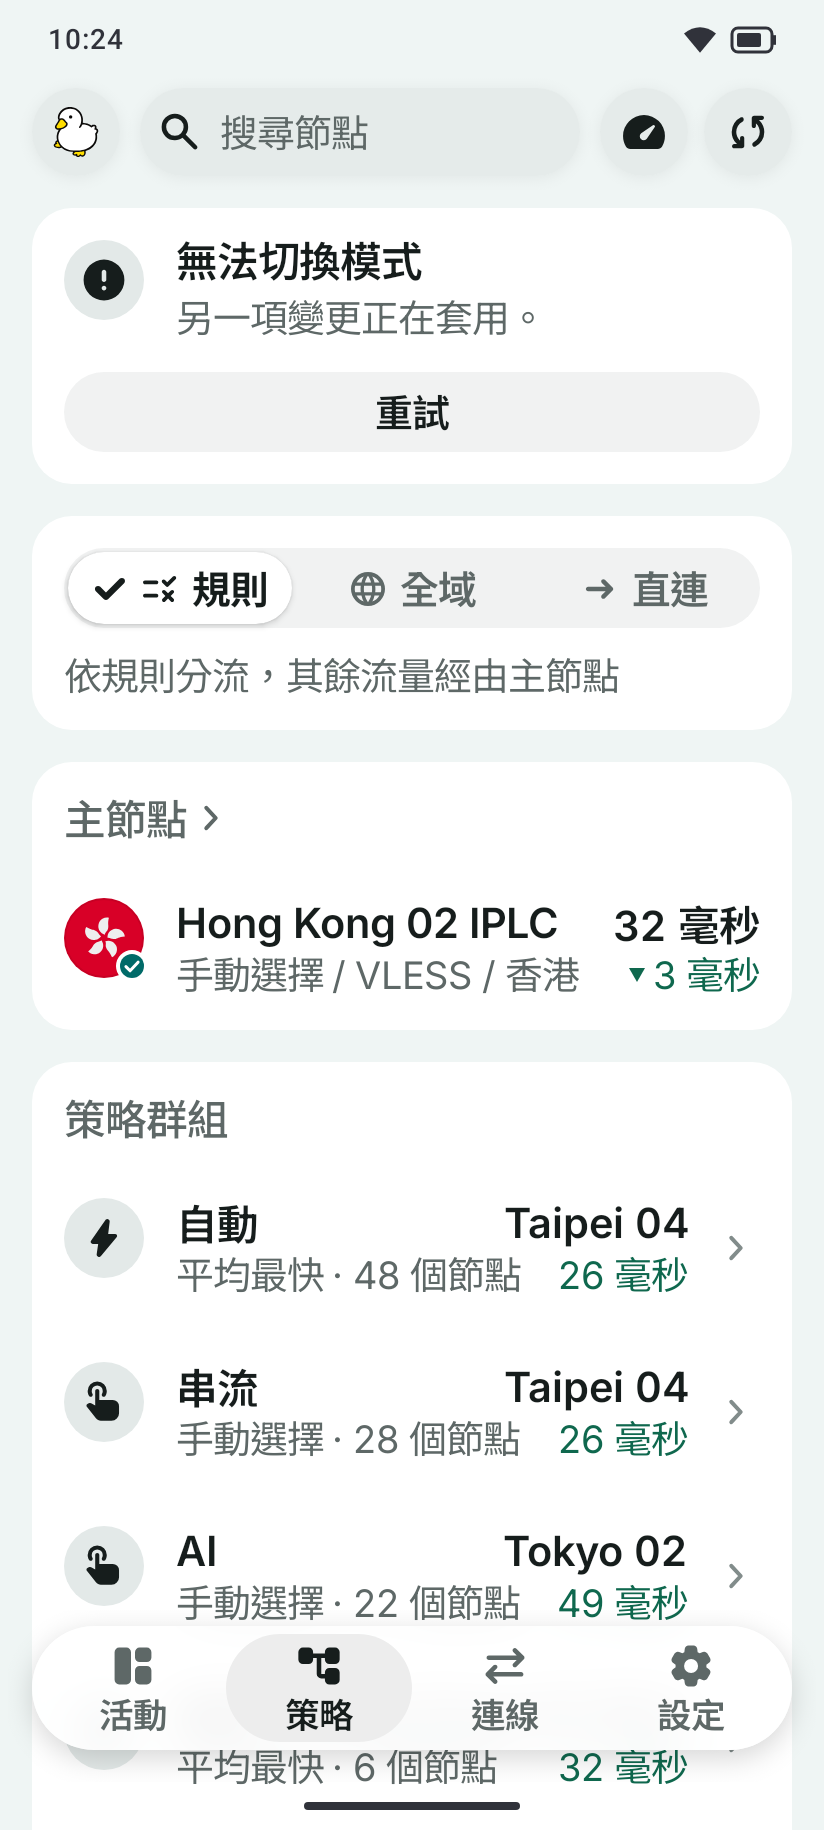 10:24
搜尋節點
無法切換模式
另一項變更正在套用。
重試
規則 全域 直連
依規則分流，其餘流量經由主節點
主節點
Hong Kong 02 IPLC 32 毫秒
手動選擇 / VLESS / 香港 ▼3 毫秒
策略群組
自動 Taipei 04
平均最快 · 48 個節點 26 毫秒
串流 Taipei 04
手動選擇 · 28 個節點 26 毫秒
AI Tokyo 02
手動選擇 · 22 個節點 49 毫秒
活動 策略 連線 設定
平均最快 · 6 個節點 32 毫秒